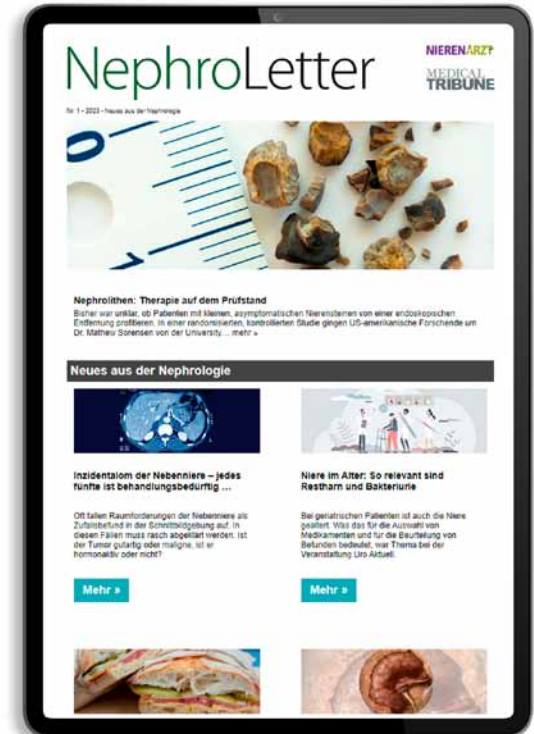 NephroLetter
NIERENARZT
MEDICAL
TRIBUNE
Nr. 1 - 2023 - Neues aus der Nephrologie
0
1
Nephrolithen: Therapie auf dem Prüfstand
Bisher war unklar, ob Patienten mit kleinen, asymptomatischen Nierensteinen von einer endoskopischen
Entfernung profitieren. In einer randomisierten, kontrollierten Studie gingen US-amerikanische Forschende um
Dr. Mathew Sorensen von der University… mehr »
Neues aus der Nephrologie
Inzidentalom der Nebenniere – jedes
fünfte ist behandlungsbedürftig …
Oft fallen Raumforderungen der Nebenniere als
Zufallsbefund in der Schnittbildgebung auf. In
diesen Fällen muss rasch abgeklärt werden: Ist
der Tumor gutartig oder maligne, ist er
hormonaktiv oder nicht?
Mehr »
Niere im Alter: So relevant sind
Restharn und Bakteriurie
Bei geriatrischen Patienten ist auch die Niere
gealtert. Was das für die Auswahl von
Medikamenten und für die Beurteilung von
Befunden bedeutet, war Thema bei der
Veranstaltung Uro Aktuell.
Mehr »